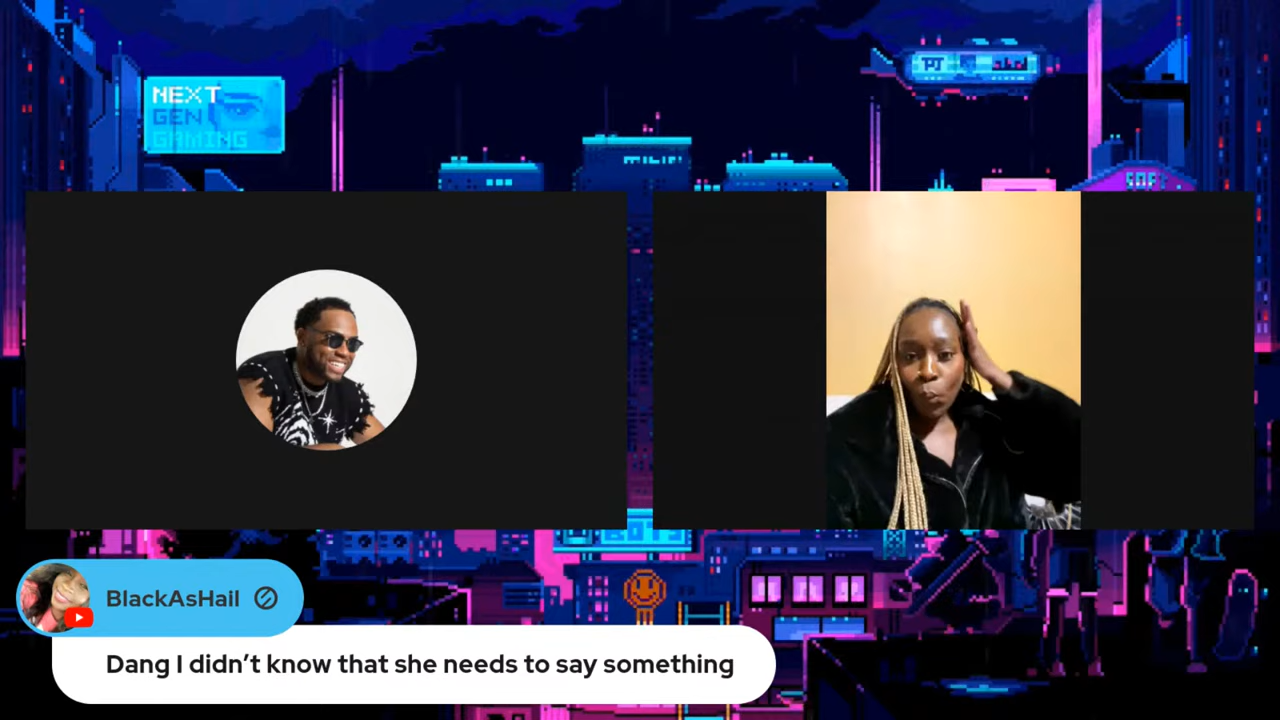 NEXT
GEN
GAMING
BlackAsHail
Dang I didn't know that she needs to say something